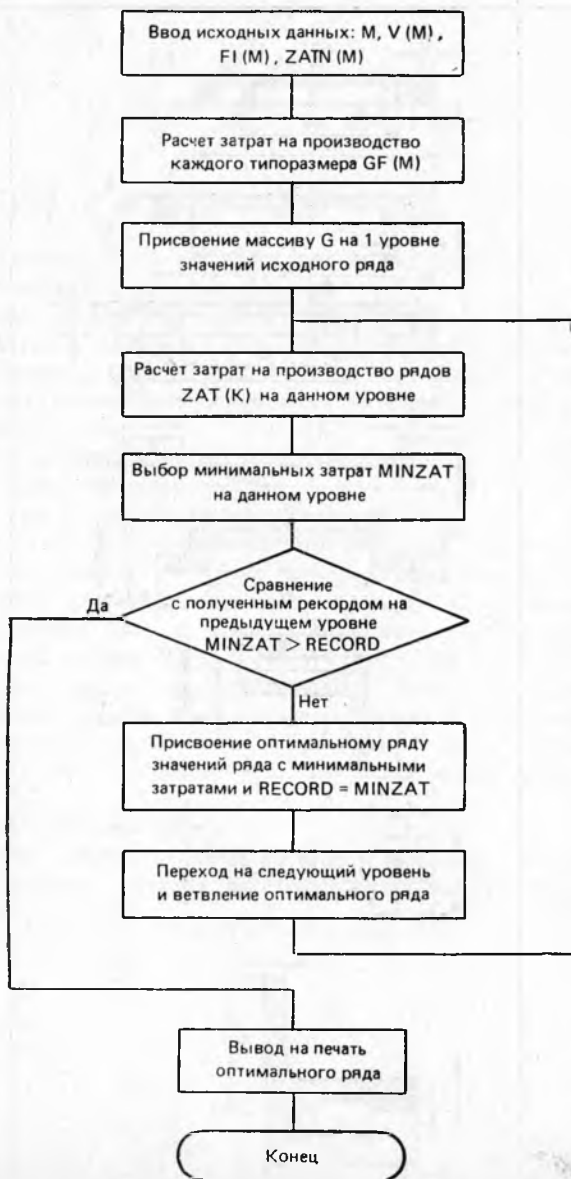 Ввод исходных данных: M, V (M),
FI (M), ZATN (M)
Расчет затрат на производство
каждого типоразмера GF (M)
Присвоение массиву G на 1 уровне
значений исходного ряда
Расчет затрат на производство рядов
ZAT (K) на данном уровне
Выбор минимальных затрат MINZAT
на данном уровне
Сравнение
с полученным рекордом на
предыдущем уровне
MINZAT > RECORD
Да
Нет
Присвоение оптимальному ряду
значений ряда с минимальными
затратами и RECORD = MINZAT
Переход на следующий уровень
и ветвление оптимального ряда
Вывод на печать
оптимального ряда
Конец